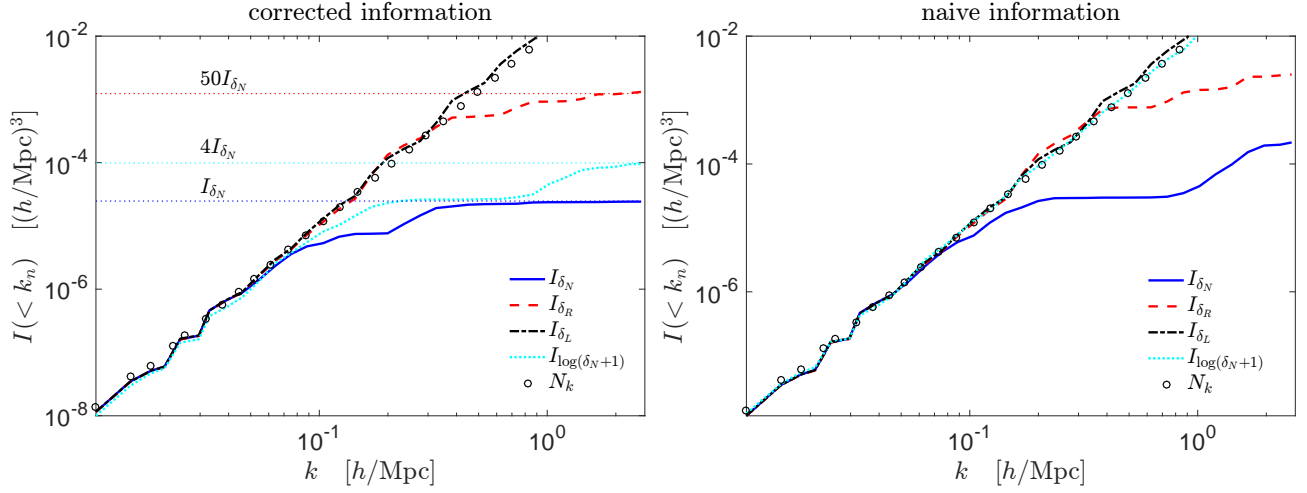 corrected information
10^{-2}
50I_{δ_N}
10^{-4}
4I_{δ_N}
I_{δ_N}
10^{-6}
10^{-8}
I(< k_n) [(h/Mpc)^3]
I_{δ_N}
I_{δ_R}
I_{δ_L}
I_{log(δ_N+1)}
N_k
10^{-1}
10^0
k [h/Mpc]
naive information
10^{-2}
10^{-4}
10^{-6}
I(< k_n) [(h/Mpc)^3]
I_{δ_N}
I_{δ_R}
I_{δ_L}
I_{log(δ_N+1)}
N_k
10^{-1}
10^0
k [h/Mpc]